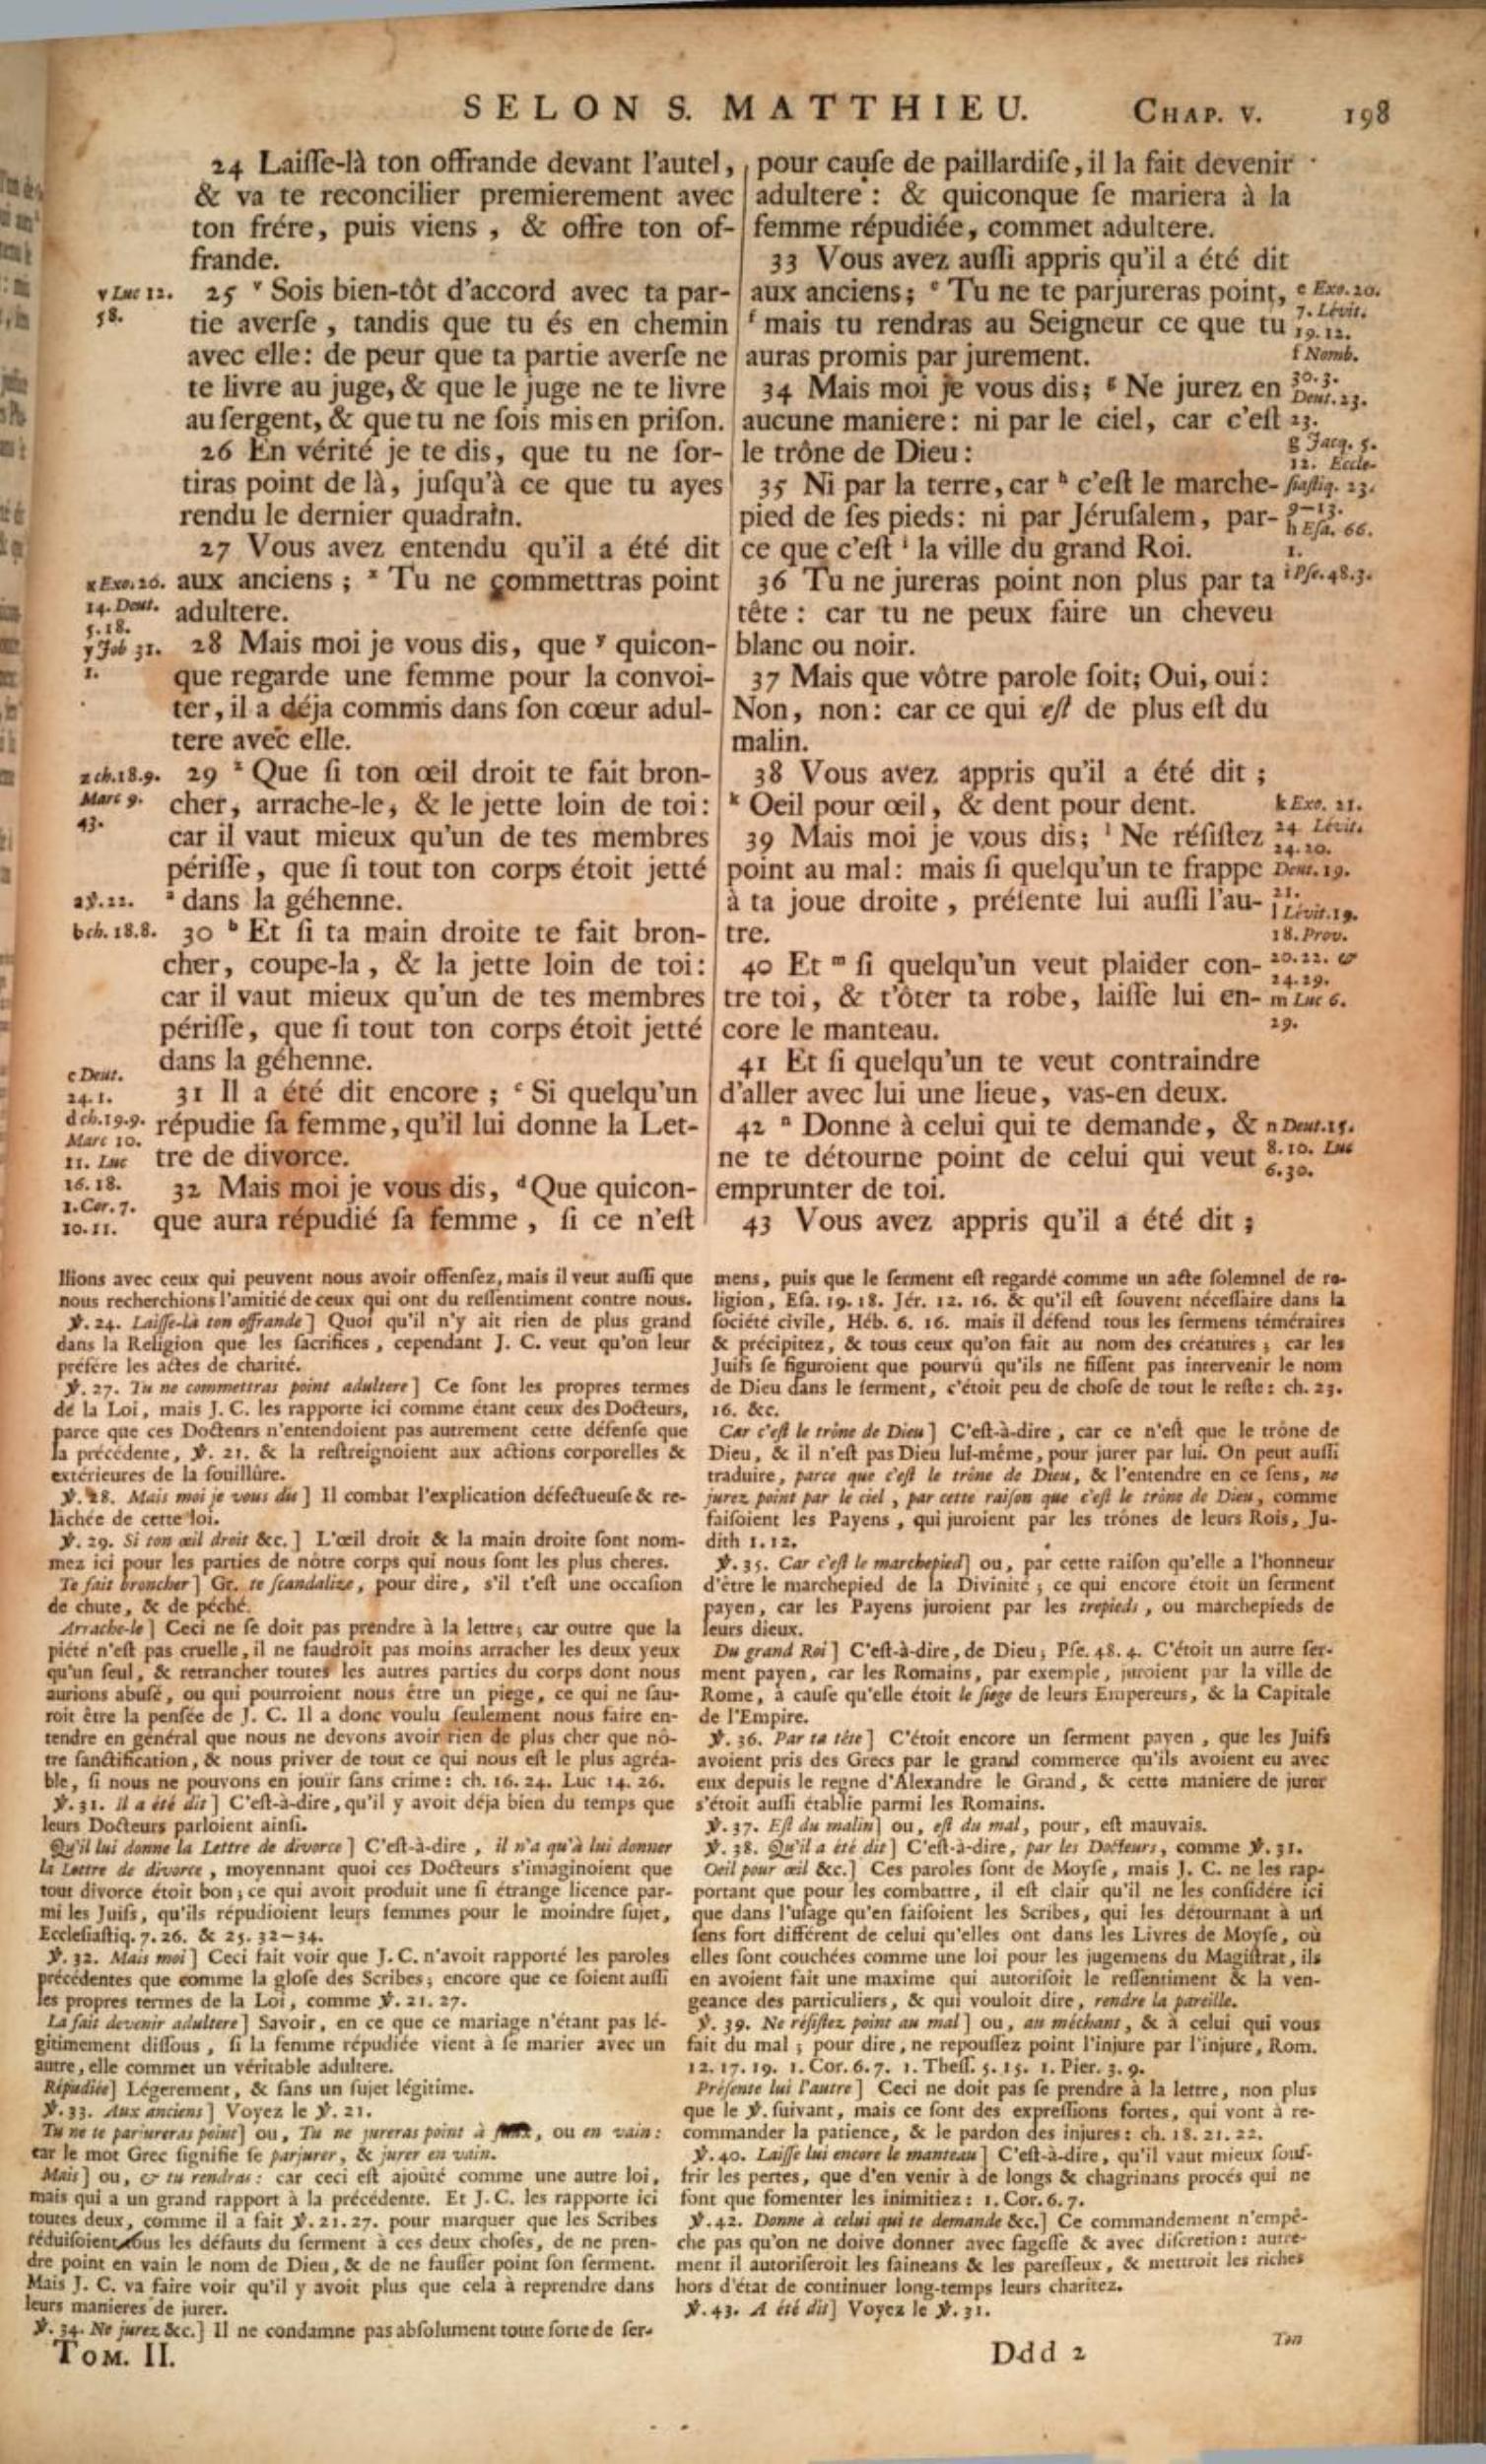 SELON S. MATTHIEU. CHAP. V. 198
24 Laiſſe-là ton offrande devant l'autel,
& va te reconcilier premierement avec
ton frére, puis viens, & offre ton of-
frande.
25 ᵛ Sois bien-tôt d'accord avec ta par-
tie averſe, tandis que tu és en chemin
avec elle: de peur que ta partie averſe ne
te livre au juge, & que le juge ne te livre
au ſergent, & que tu ne ſois mis en priſon.
26 En vérité je te dis, que tu ne ſor-
tiras point de là, juſqu'à ce que tu ayes
rendu le dernier quadrain.
27 Vous avez entendu qu'il a été dit
aux anciens; ˣ Tu ne commettras point
adultere.
28 Mais moi je vous dis, que ʸ quicon-
que regarde une femme pour la convoi-
ter, il a déja commis dans ſon cœur adul-
tere avec elle.
29 ᶻ Que ſi ton œil droit te fait bron-
cher, arrache-le, & le jette loin de toi:
car il vaut mieux qu'un de tes membres
périſſe, que ſi tout ton corps étoit jetté
ᵃ dans la géhenne.
30 ᵇ Et ſi ta main droite te fait bron-
cher, coupe-la, & la jette loin de toi:
car il vaut mieux qu'un de tes membres
périſſe, que ſi tout ton corps étoit jetté
dans la géhenne.
31 Il a été dit encore; ᶜ Si quelqu'un
répudie ſa femme, qu'il lui donne la Let-
tre de divorce.
32 Mais moi je vous dis, ᵈ Que quicon-
que aura répudié ſa femme, ſi ce n'eſt
v Luc 12.
58.
x Exo. 20.
14. Deut.
5. 18.
y Job 31.
1.
z ch. 18. 9.
Marc 9.
43.
a ℣. 22.
b ch. 18. 8.
c Deut.
24. 1.
d ch. 19. 9.
Marc 10.
11. Luc
16. 18.
1. Cor. 7.
10. 11.
pour cauſe de paillardiſe, il la fait devenir
adultere: & quiconque ſe mariera à la
femme répudiée, commet adultere.
33 Vous avez auſſi appris qu'il a été dit
aux anciens; ᵉ Tu ne te parjureras point,
ᶠ mais tu rendras au Seigneur ce que tu
auras promis par jurement.
34 Mais moi je vous dis; ᵍ Ne jurez en
aucune maniere: ni par le ciel, car c'eſt
le trône de Dieu:
35 Ni par la terre, car ʰ c'eſt le marche-
pied de ſes pieds: ni par Jéruſalem, par-
ce que c'eſt ⁱ la ville du grand Roi.
36 Tu ne jureras point non plus par ta
tête: car tu ne peux faire un cheveu
blanc ou noir.
37 Mais que vôtre parole ſoit; Oui, oui:
Non, non: car ce qui eſt de plus eſt du
malin.
38 Vous avez appris qu'il a été dit;
ᵏ Oeil pour œil, & dent pour dent.
39 Mais moi je vous dis; ˡ Ne réſiſtez
point au mal: mais ſi quelqu'un te frappe
à ta joue droite, préſente lui auſſi l'au-
tre.
40 Et ᵐ ſi quelqu'un veut plaider con-
tre toi, & t'ôter ta robe, laiſſe lui en-
core le manteau.
41 Et ſi quelqu'un te veut contraindre
d'aller avec lui une lieue, vas-en deux.
42 ⁿ Donne à celui qui te demande, &
ne te détourne point de celui qui veut
emprunter de toi.
43 Vous avez appris qu'il a été dit;
e Exo. 20.
7. Lévit.
19. 12.
f Nomb.
30. 3.
Deut. 23.
23.
g Jacq. 5.
12. Eccle-
ſiaſtiq. 23.
9-13.
h Eſa. 66.
1.
i Pſe. 48. 3.
k Exo. 21.
24. Lévit.
24. 20.
Deut. 19.
21.
l Lévit. 19.
18. Prov.
20. 22. &
24. 29.
m Luc 6.
29.
n Deut. 15.
8. 10. Luc
6. 30.
lſions avec ceux qui peuvent nous avoir offenſez, mais il veut auſſi que
nous recherchions l'amitié de ceux qui ont du reſſentiment contre nous.
℣. 24. Laiſſe-là ton offrande] Quoi qu'il n'y ait rien de plus grand
dans la Religion que les ſacrifices, cependant J. C. veut qu'on leur
préfere les actes de charité.
℣. 27. Tu ne commettras point adultere] Ce ſont les propres termes
de la Loi, mais J. C. les rapporte ici comme étant ceux des Docteurs,
parce que ces Docteurs n'entendoient pas autrement cette défenſe que
la précédente, ℣. 21. & la reſtreignoient aux actions corporelles &
extérieures de la ſouillûre.
℣. 28. Mais moi je vous dis] Il combat l'explication défectueuſe & re-
lâchée de cette loi.
℣. 29. Si ton œil droit &c.] L'œil droit & la main droite ſont nom-
mez ici pour les parties de nôtre corps qui nous ſont les plus cheres.
Te fait broncher] Gr. te ſcandalize, pour dire, s'il t'eſt une occaſion
de chute, & de péché.
Arrache-le] Ceci ne ſe doit pas prendre à la lettre; car outre que la
piété n'eſt pas cruelle, il ne faudroit pas moins arracher les deux yeux
qu'un ſeul, & retrancher toutes les autres parties du corps dont nous
aurions abuſé, ou qui pourroient nous être un piege, ce qui ne ſau-
roit être la penſée de J. C. Il a donc voulu ſeulement nous faire en-
tendre en général que nous ne devons avoir rien de plus cher que nô-
tre ſanctification, & nous priver de tout ce qui nous eſt le plus agréa-
ble, ſi nous ne pouvons en jouïr ſans crime: ch. 16. 24. Luc 14. 26.
℣. 31. Il a été dit] C'eſt-à-dire, qu'il y avoit déja bien du temps que
leurs Docteurs parloient ainſi.
Qu'il lui donne la Lettre de divorce] C'eſt-à-dire, il n'a qu'à lui donner
la Lettre de divorce, moyennant quoi ces Docteurs s'imaginoient que
tout divorce étoit bon; ce qui avoit produit une ſi étrange licence par-
mi les Juifs, qu'ils répudioient leurs femmes pour le moindre ſujet,
Eccleſiaſtiq. 7. 26. & 25. 32-34.
℣. 32. Mais moi] Ceci fait voir que J. C. n'avoit rapporté les paroles
précédentes que comme la gloſe des Scribes; encore que ce ſoient auſſi
les propres termes de la Loi, comme ℣. 21. 27.
La fait devenir adultere] Savoir, en ce que ce mariage n'étant pas lé-
gitimement diſſous, ſi la femme répudiée vient à ſe marier avec un
autre, elle commet un véritable adultere.
Répudiée] Légerement, & ſans un ſujet légitime.
℣. 33. Aux anciens] Voyez le ℣. 21.
Tu ne te parjureras point] ou, Tu ne jureras point à, ou en vain:
car le mot Grec ſignifie ſe parjurer, & jurer en vain.
Mais] ou, & tu rendras: car ceci eſt ajoûté comme une autre loi,
mais qui a un grand rapport à la précédente. Et J. C. les rapporte ici
toutes deux, comme il a fait ℣. 21. 27. pour marquer que les Scribes
réduiſoient tous les défauts du ſerment à ces deux choſes, de ne pren-
dre point en vain le nom de Dieu, & de ne fauſſer point ſon ſerment.
Mais J. C. va faire voir qu'il y avoit plus que cela à reprendre dans
leurs manieres de jurer.
℣. 34. Ne jurez &c.] Il ne condamne pas abſolument toute ſorte de ſer-
mens, puis que le ſerment eſt regardé comme un acte ſolemnel de re-
ligion, Eſa. 19. 18. Jér. 12. 16. & qu'il eſt ſouvent néceſſaire dans la
ſociété civile, Héb. 6. 16. mais il défend tous les ſermens téméraires
& précipitez, & tous ceux qu'on fait au nom des créatures; car les
Juifs ſe figuroient que pourvû qu'ils ne fiſſent pas intervenir le nom
de Dieu dans le ſerment, c'étoit peu de choſe de tout le reſte: ch. 23.
16. &c.
Car c'eſt le trône de Dieu] C'eſt-à-dire, car ce n'eſt que le trône de
Dieu, & il n'eſt pas Dieu lui-même, pour jurer par lui. On peut auſſi
traduire, parce que c'eſt le trône de Dieu, & l'entendre en ce ſens, ne
jurez point par le ciel, par cette raiſon que c'eſt le trône de Dieu, comme
faiſoient les Payens, qui juroient par les trônes de leurs Rois, Ju-
dith 1. 12.
℣. 35. Car c'eſt le marchepied] ou, par cette raiſon qu'elle a l'honneur
d'être le marchepied de la Divinité; ce qui encore étoit un ſerment
payen, car les Payens juroient par les trepieds, ou marchepieds de
leurs dieux.
Du grand Roi] C'eſt-à-dire, de Dieu; Pſe. 48. 4. C'étoit un autre ſer-
ment payen, car les Romains, par exemple, juroient par la ville de
Rome, à cauſe qu'elle étoit le ſiege de leurs Empereurs, & la Capitale
de l'Empire.
℣. 36. Par ta tête] C'étoit encore un ſerment payen, que les Juifs
avoient pris des Grecs par le grand commerce qu'ils avoient eu avec
eux depuis le regne d'Alexandre le Grand, & cette maniere de jurer
s'étoit auſſi établie parmi les Romains.
℣. 37. Eſt du malin] ou, eſt du mal, pour, eſt mauvais.
℣. 38. Qu'il a été dit] C'eſt-à-dire, par les Docteurs, comme ℣. 31.
Oeil pour œil &c.] Ces paroles ſont de Moyſe, mais J. C. ne les rap-
portant que pour les combattre, il eſt clair qu'il ne les conſidére ici
que dans l'uſage qu'en faiſoient les Scribes, qui les détournant à un
ſens fort différent de celui qu'elles ont dans les Livres de Moyſe, où
elles ſont couchées comme une loi pour les jugemens du Magiſtrat, ils
en avoient fait une maxime qui autoriſoit le reſſentiment & la ven-
geance des particuliers, & qui vouloit dire, rendre la pareille.
℣. 39. Ne réſiſtez point au mal] ou, au méchant, & à celui qui vous
fait du mal; pour dire, ne repouſſez point l'injure par l'injure, Rom.
12. 17. 19. 1. Cor. 6. 7. 1. Theſſ. 5. 15. 1. Pier. 3. 9.
Préſente lui l'autre] Ceci ne doit pas ſe prendre à la lettre, non plus
que le ℣. ſuivant, mais ce ſont des expreſſions fortes, qui vont à re-
commander la patience, & le pardon des injures: ch. 18. 21. 22.
℣. 40. Laiſſe lui encore le manteau] C'eſt-à-dire, qu'il vaut mieux ſouf-
frir les pertes, que d'en venir à de longs & chagrinans procés qui ne
font que fomenter les inimitiez: 1. Cor. 6. 7.
℣. 42. Donne à celui qui te demande &c.] Ce commandement n'empê-
che pas qu'on ne doive donner avec ſageſſe & avec diſcretion: autre-
ment il autoriſeroit les faineans & les pareſſeux, & mettroit les riches
hors d'état de continuer long-temps leurs charitez.
℣. 43. A été dit] Voyez le ℣. 31.
TOM. II. Ddd 2 Ton